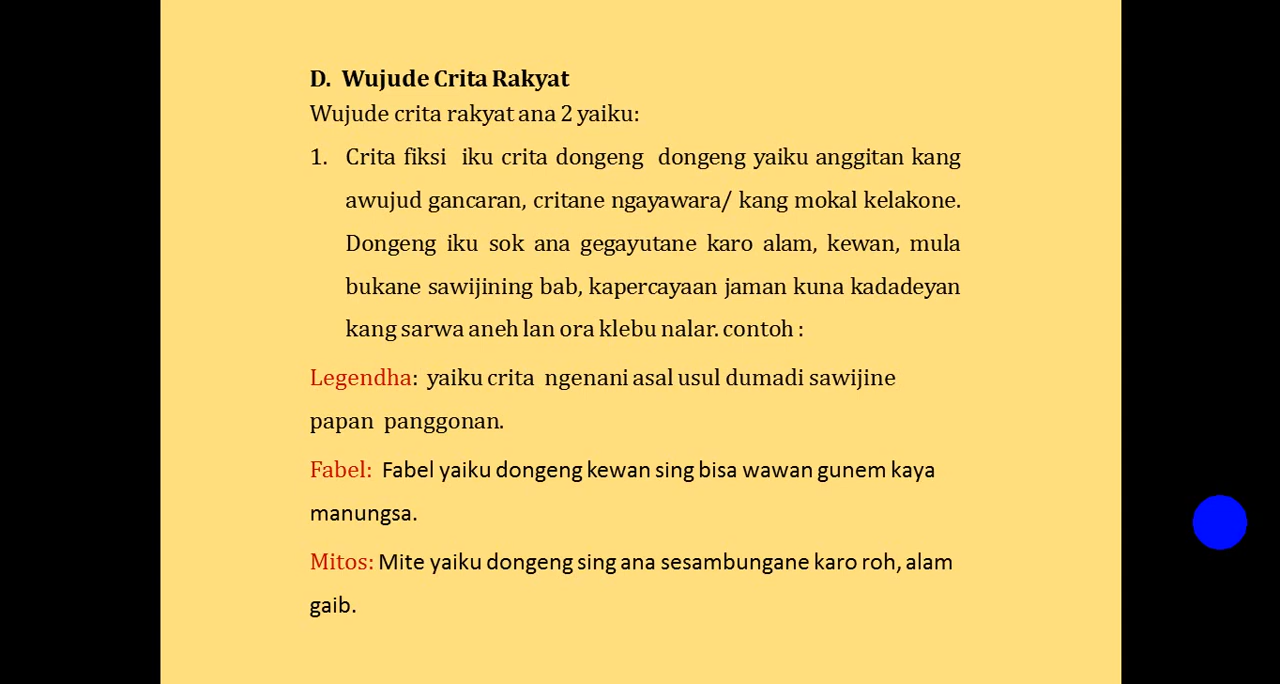 D. Wujude Crita Rakyat
Wujude crita rakyat ana 2 yaiku:
1. Crita fiksi iku crita dongeng dongeng yaiku anggitan kang
awujud gancaran, critane ngayawara/ kang mokal kelakone.
Dongeng iku sok ana gegayutane karo alam, kewan, mula
bukane sawijining bab, kapercayaan jaman kuna kadadeyan
kang sarwa aneh lan ora klebu nalar. contoh :
Legendha: yaiku crita ngenani asal usul dumadi sawijine
papan panggonan.
Fabel: Fabel yaiku dongeng kewan sing bisa wawan gunem kaya
manungsa.
Mitos: Mite yaiku dongeng sing ana sesambungane karo roh, alam
gaib.